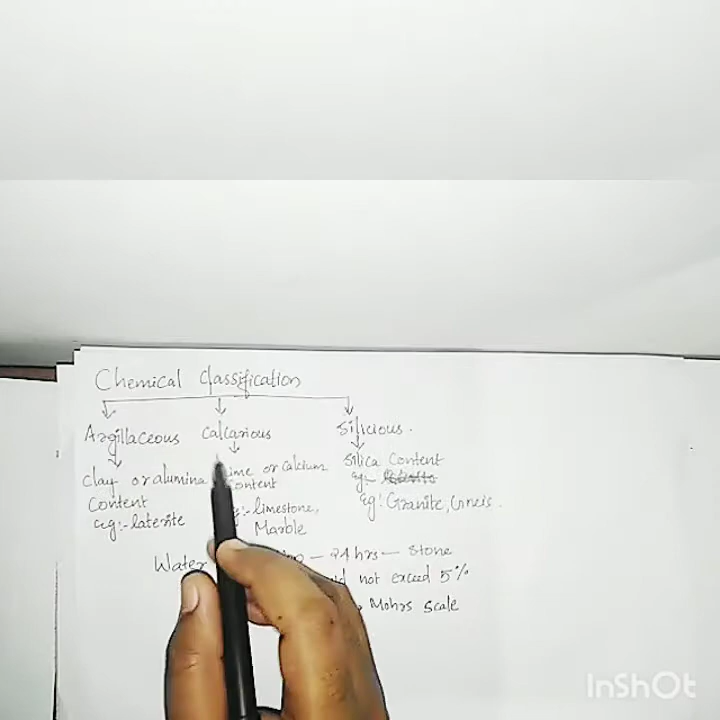 Chemical classification
Argillaceous calcarious Silicious.
clay or alumina
Content
eg:- laterite
lime or calcium
content
eg:- limestone,
Marble
Silica Content
eg:-
eg:- Granite, Gneis.
Water – 24 hrs – Stone
not exceed 5%
Mohrs scale
InShOt